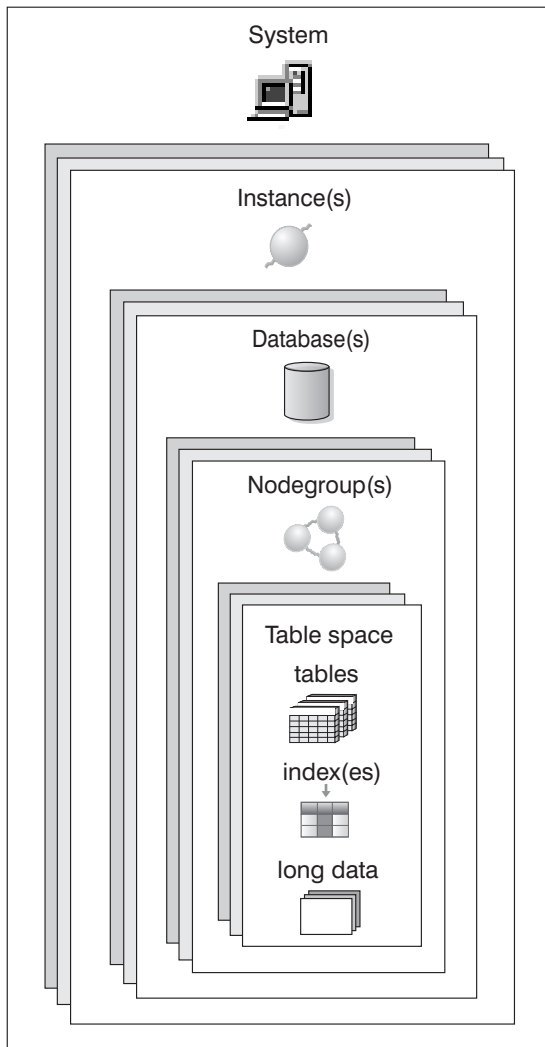 System
Instance(s)
Database(s)
Nodegroup(s)
Table space
tables
index(es)
long data